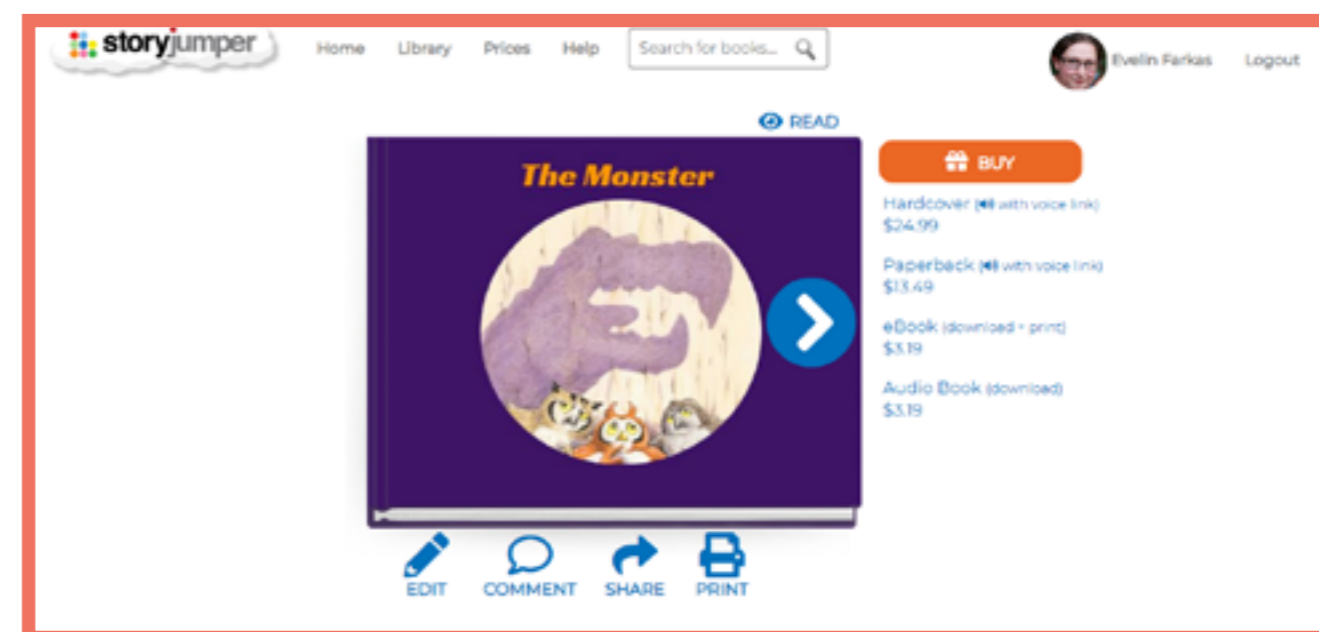 storyjumper
Home Library Prices Help Search for books... Evelin Farkas Logout
READ
The Monster
BUY
Hardcover (with voice link)
$24.99
Paperback (with voice link)
$13.49
eBook (download + print)
$3.19
Audio Book (download)
$3.19
EDIT COMMENT SHARE PRINT